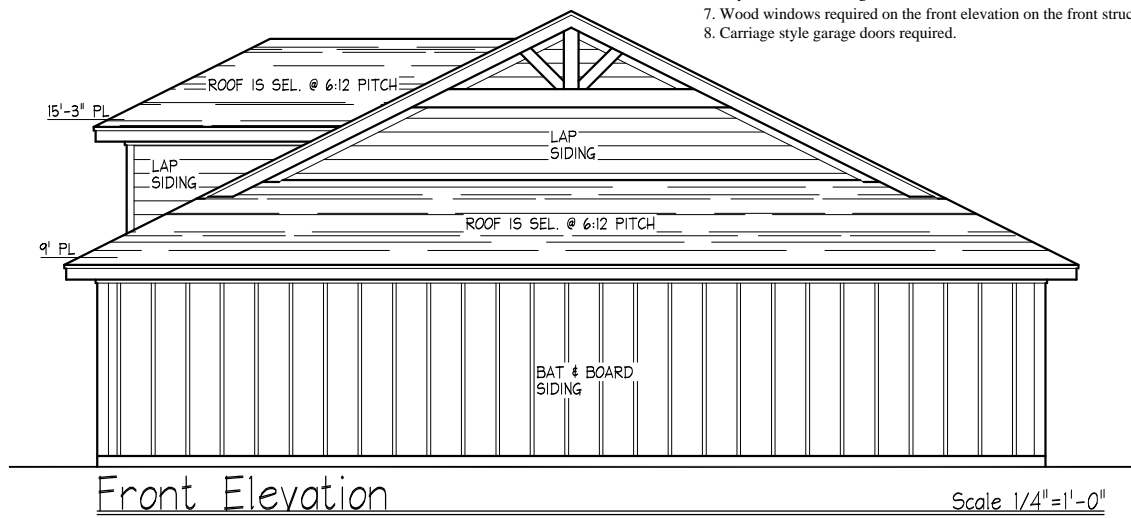 7. Wood windows required on the front elevation on the front struc
8. Carriage style garage doors required.
ROOF IS SEL. @ 6:12 PITCH
15'-3" PL
LAP
SIDING
LAP
SIDING
ROOF IS SEL. @ 6:12 PITCH
9' PL
BAT & BOARD
SIDING
Front Elevation
Scale 1/4"=1'-0"